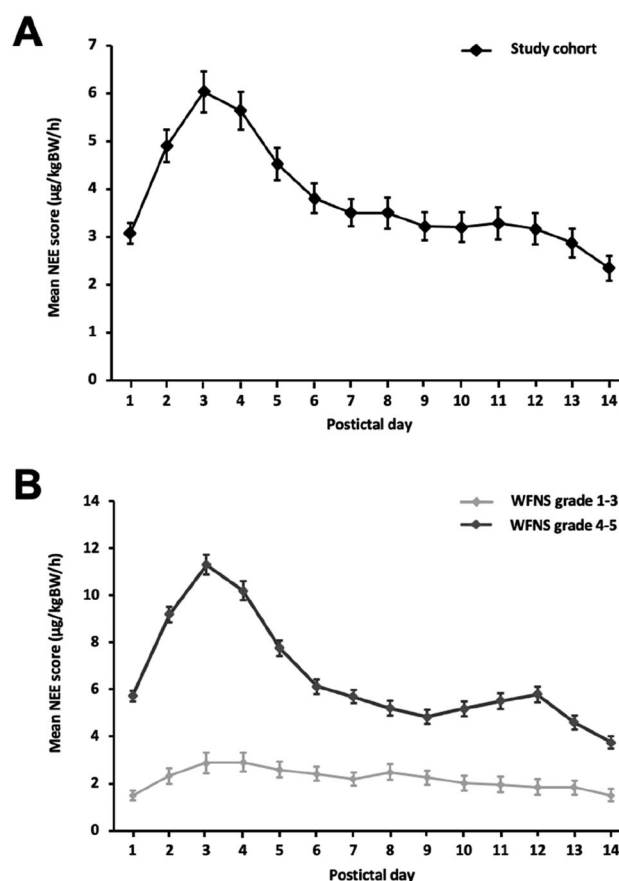 A
7
6
5
4
3
2
1
0
Mean NEE score (µg/kgBW/h)
Study cohort
1 2 3 4 5 6 7 8 9 10 11 12 13 14
Postictal day
B
14
12
10
8
6
4
2
0
Mean NEE score (µg/kgBW/h)
WFNS grade 1-3
WFNS grade 4-5
1 2 3 4 5 6 7 8 9 10 11 12 13 14
Postictal day